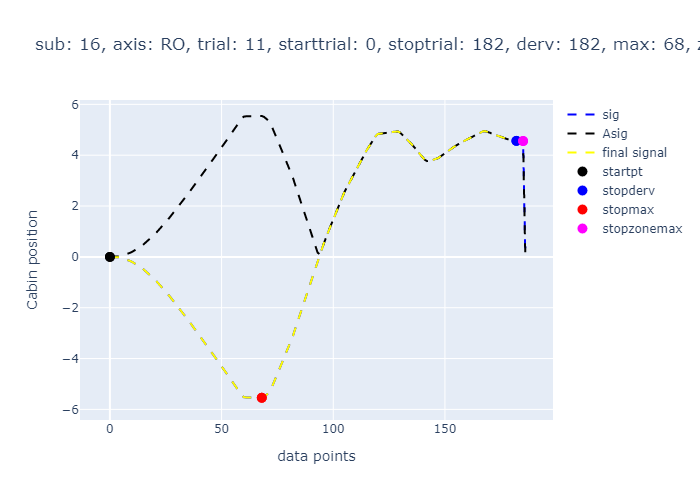 sub: 16, axis: RO, trial: 11, starttrial: 0, stoptrial: 182, derv: 182, max: 68,
6
4
2
0
−2
−4
−6
Cabin position
0
50
100
150
data points
sig
Asig
final signal
startpt
stopderv
stopmax
stopzonemax